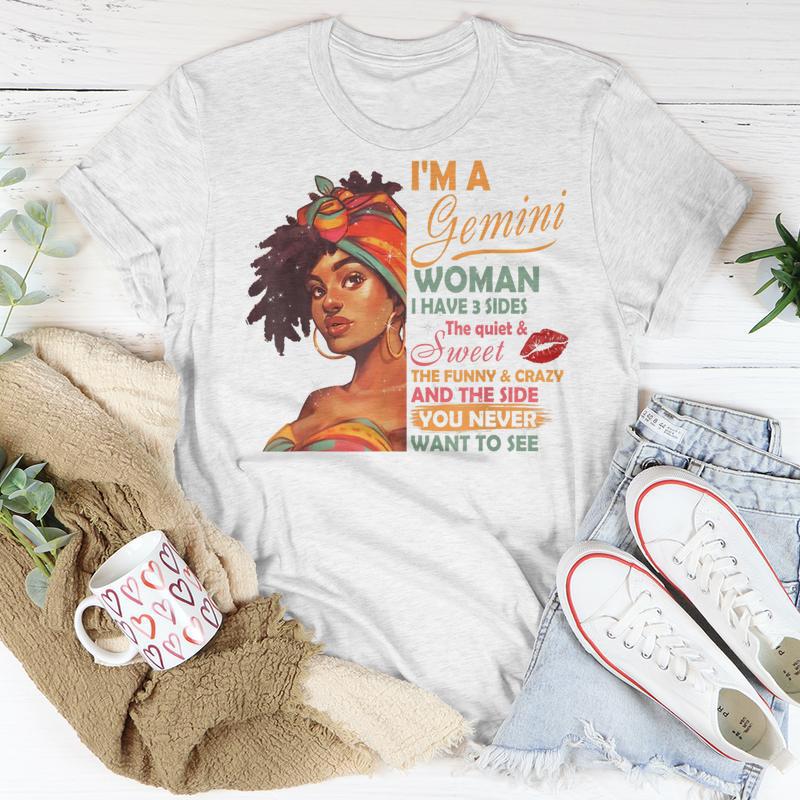 I'M A
Gemini
WOMAN
I HAVE 3 SIDES
The quiet &
Sweet
THE FUNNY & CRAZY
AND THE SIDE
YOU NEVER
WANT TO SEE